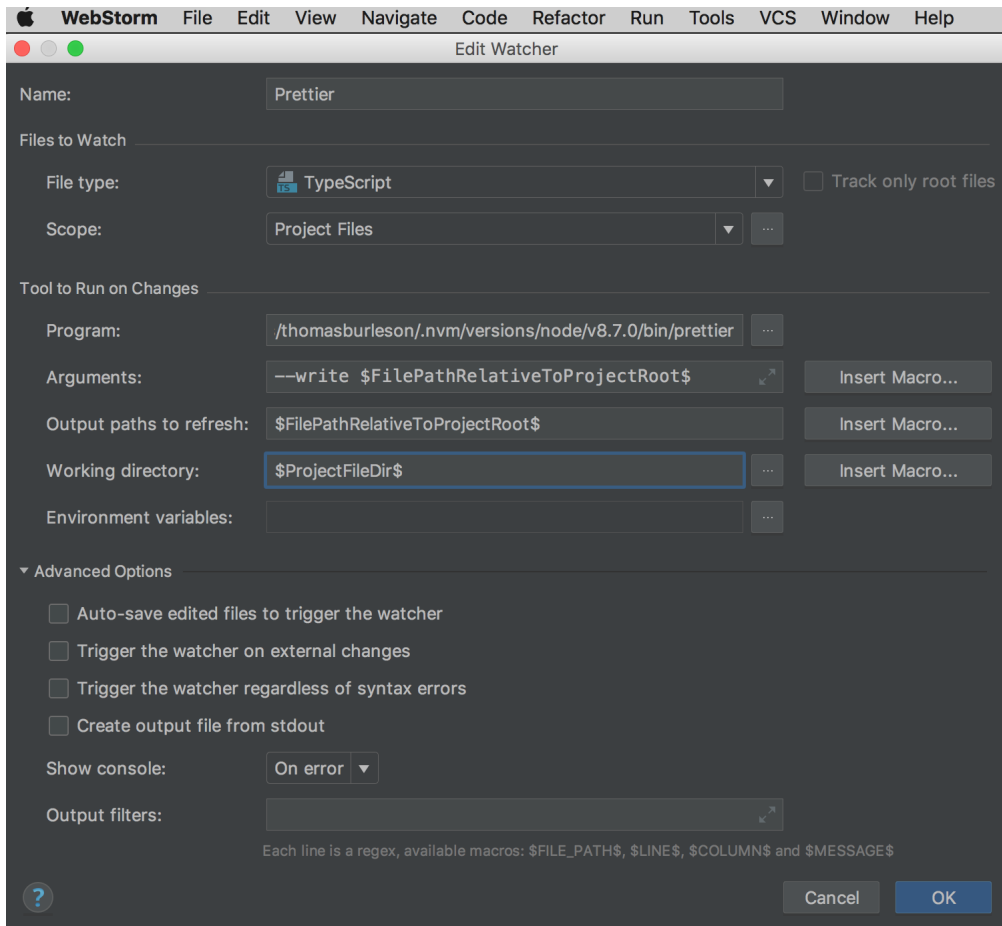 WebStorm File Edit View Navigate Code Refactor Run Tools VCS Window Help
Edit Watcher
Name: Prettier
Files to Watch
File type: TS TypeScript Track only root files
Scope: Project Files ...
Tool to Run on Changes
Program: /thomasburleson/.nvm/versions/node/v8.7.0/bin/prettier ...
Arguments: --write $FilePathRelativeToProjectRoot$ Insert Macro...
Output paths to refresh: $FilePathRelativeToProjectRoot$ Insert Macro...
Working directory: $ProjectFileDir$ ... Insert Macro...
Environment variables: ...
Advanced Options
Auto-save edited files to trigger the watcher
Trigger the watcher on external changes
Trigger the watcher regardless of syntax errors
Create output file from stdout
Show console: On error
Output filters:
Each line is a regex, available macros: $FILE_PATH$, $LINE$, $COLUMN$ and $MESSAGE$
? Cancel OK